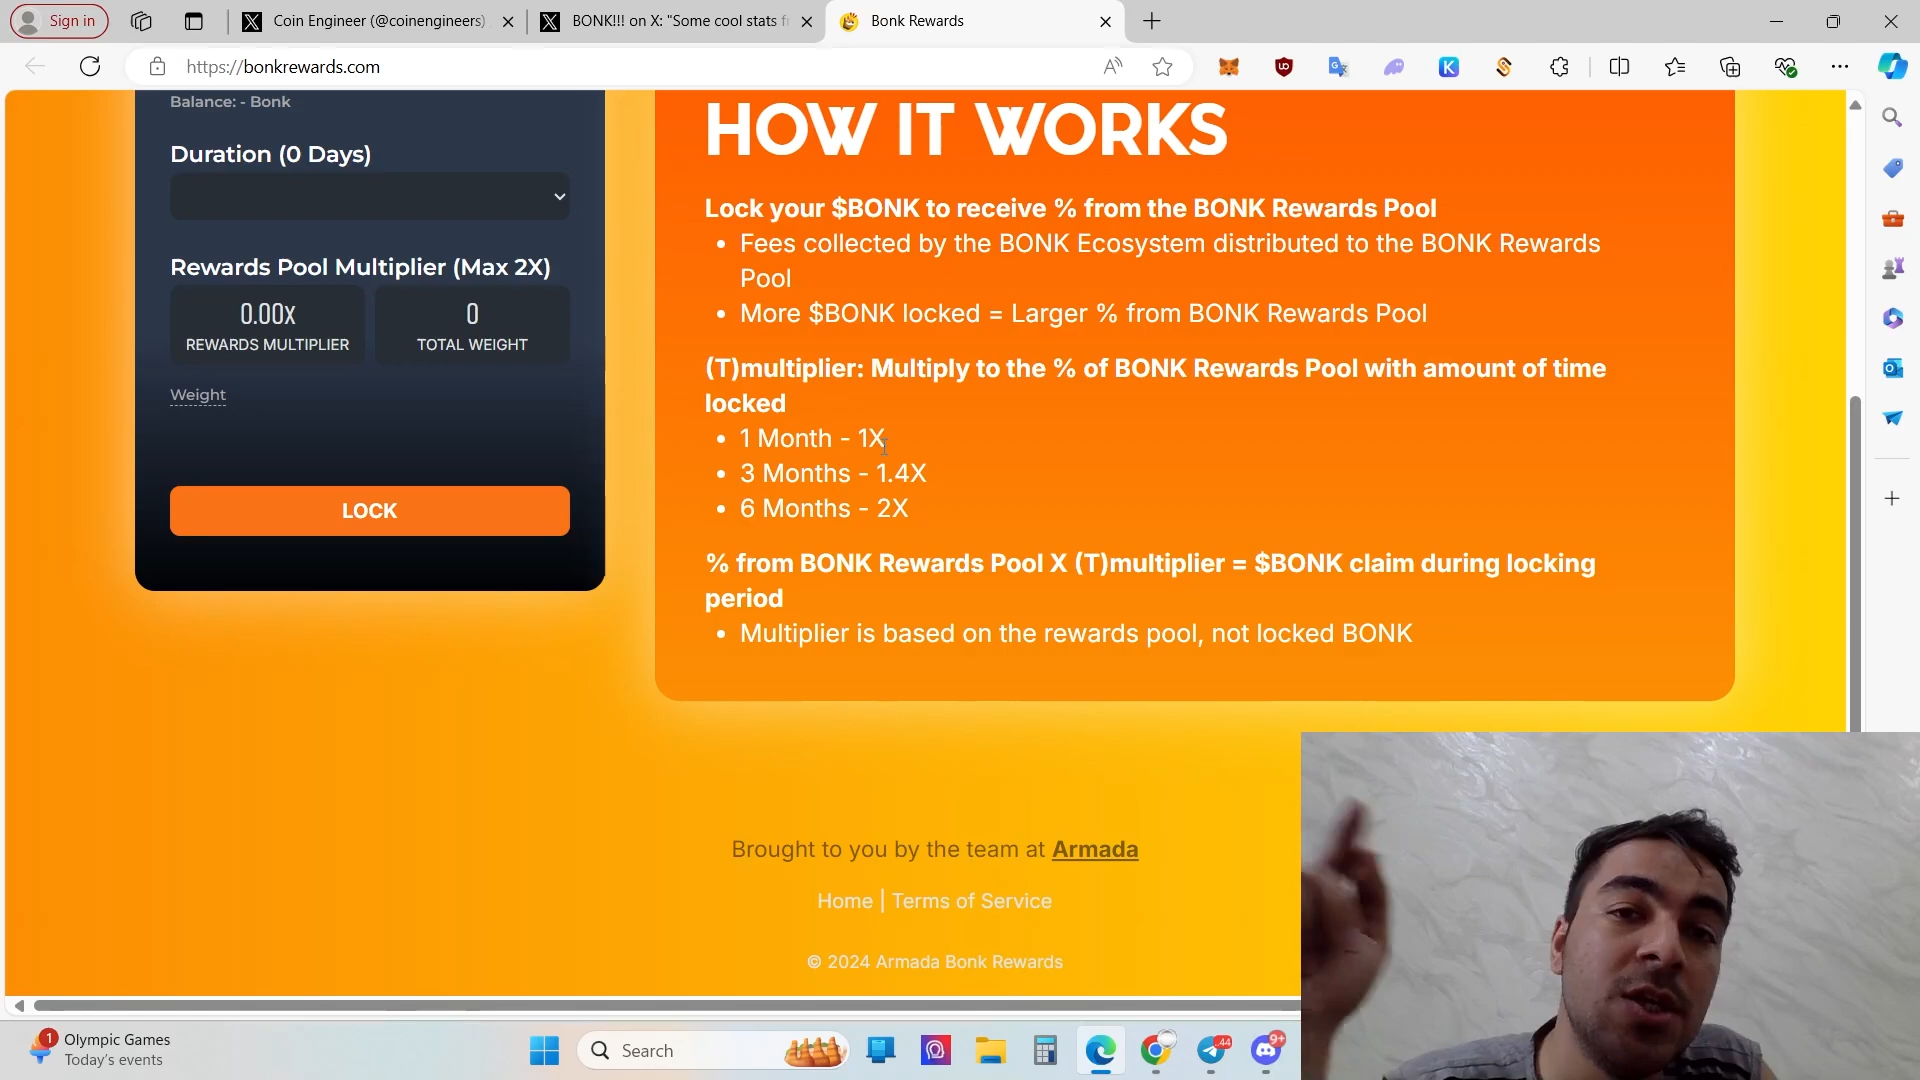 Sign in
Coin Engineer (@coinengineers)
BONK!!! on X: "Some cool stats f
Bonk Rewards
https://bonkrewards.com
Balance: - Bonk
Duration (0 Days)
Rewards Pool Multiplier (Max 2X)
0.00x
REWARDS MULTIPLIER
0
TOTAL WEIGHT
Weight
LOCK
HOW IT WORKS
Lock your $BONK to receive % from the BONK Rewards Pool
• Fees collected by the BONK Ecosystem distributed to the BONK Rewards
Pool
• More $BONK locked = Larger % from BONK Rewards Pool
(T)multiplier: Multiply to the % of BONK Rewards Pool with amount of time
locked
• 1 Month - 1X
• 3 Months - 1.4X
• 6 Months - 2X
% from BONK Rewards Pool X (T)multiplier = $BONK claim during locking
period
• Multiplier is based on the rewards pool, not locked BONK
Brought to you by the team at Armada
Home | Terms of Service
© 2024 Armada Bonk Rewards
1
Olympic Games
Today's events
Search
44
9+